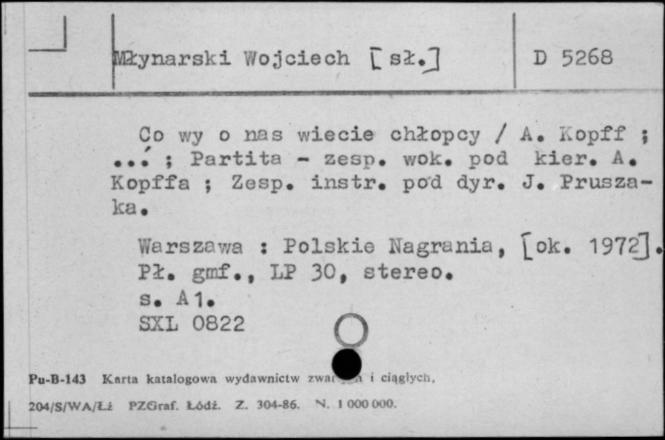 Młynarski Wojciech [sł.] D 5268
Co wy o nas wiecie chłopcy / A. Kopff ;
...' ; Partita - zesp. wok. pod kier. A.
Kopffa ; Zesp. instr. pod dyr. J. Prusza-
ka.
Warszawa : Polskie Nagrania, [ok. 1972].
Pł. gmf., LP 30, stereo.
s. A1.
SXL 0822
Pu-B-143 Karta katalogowa wydawnictw i ciągłych,
204/S/WA/Łż PZGraf. Łódź. Z. 304-86. N. 1 000 000.